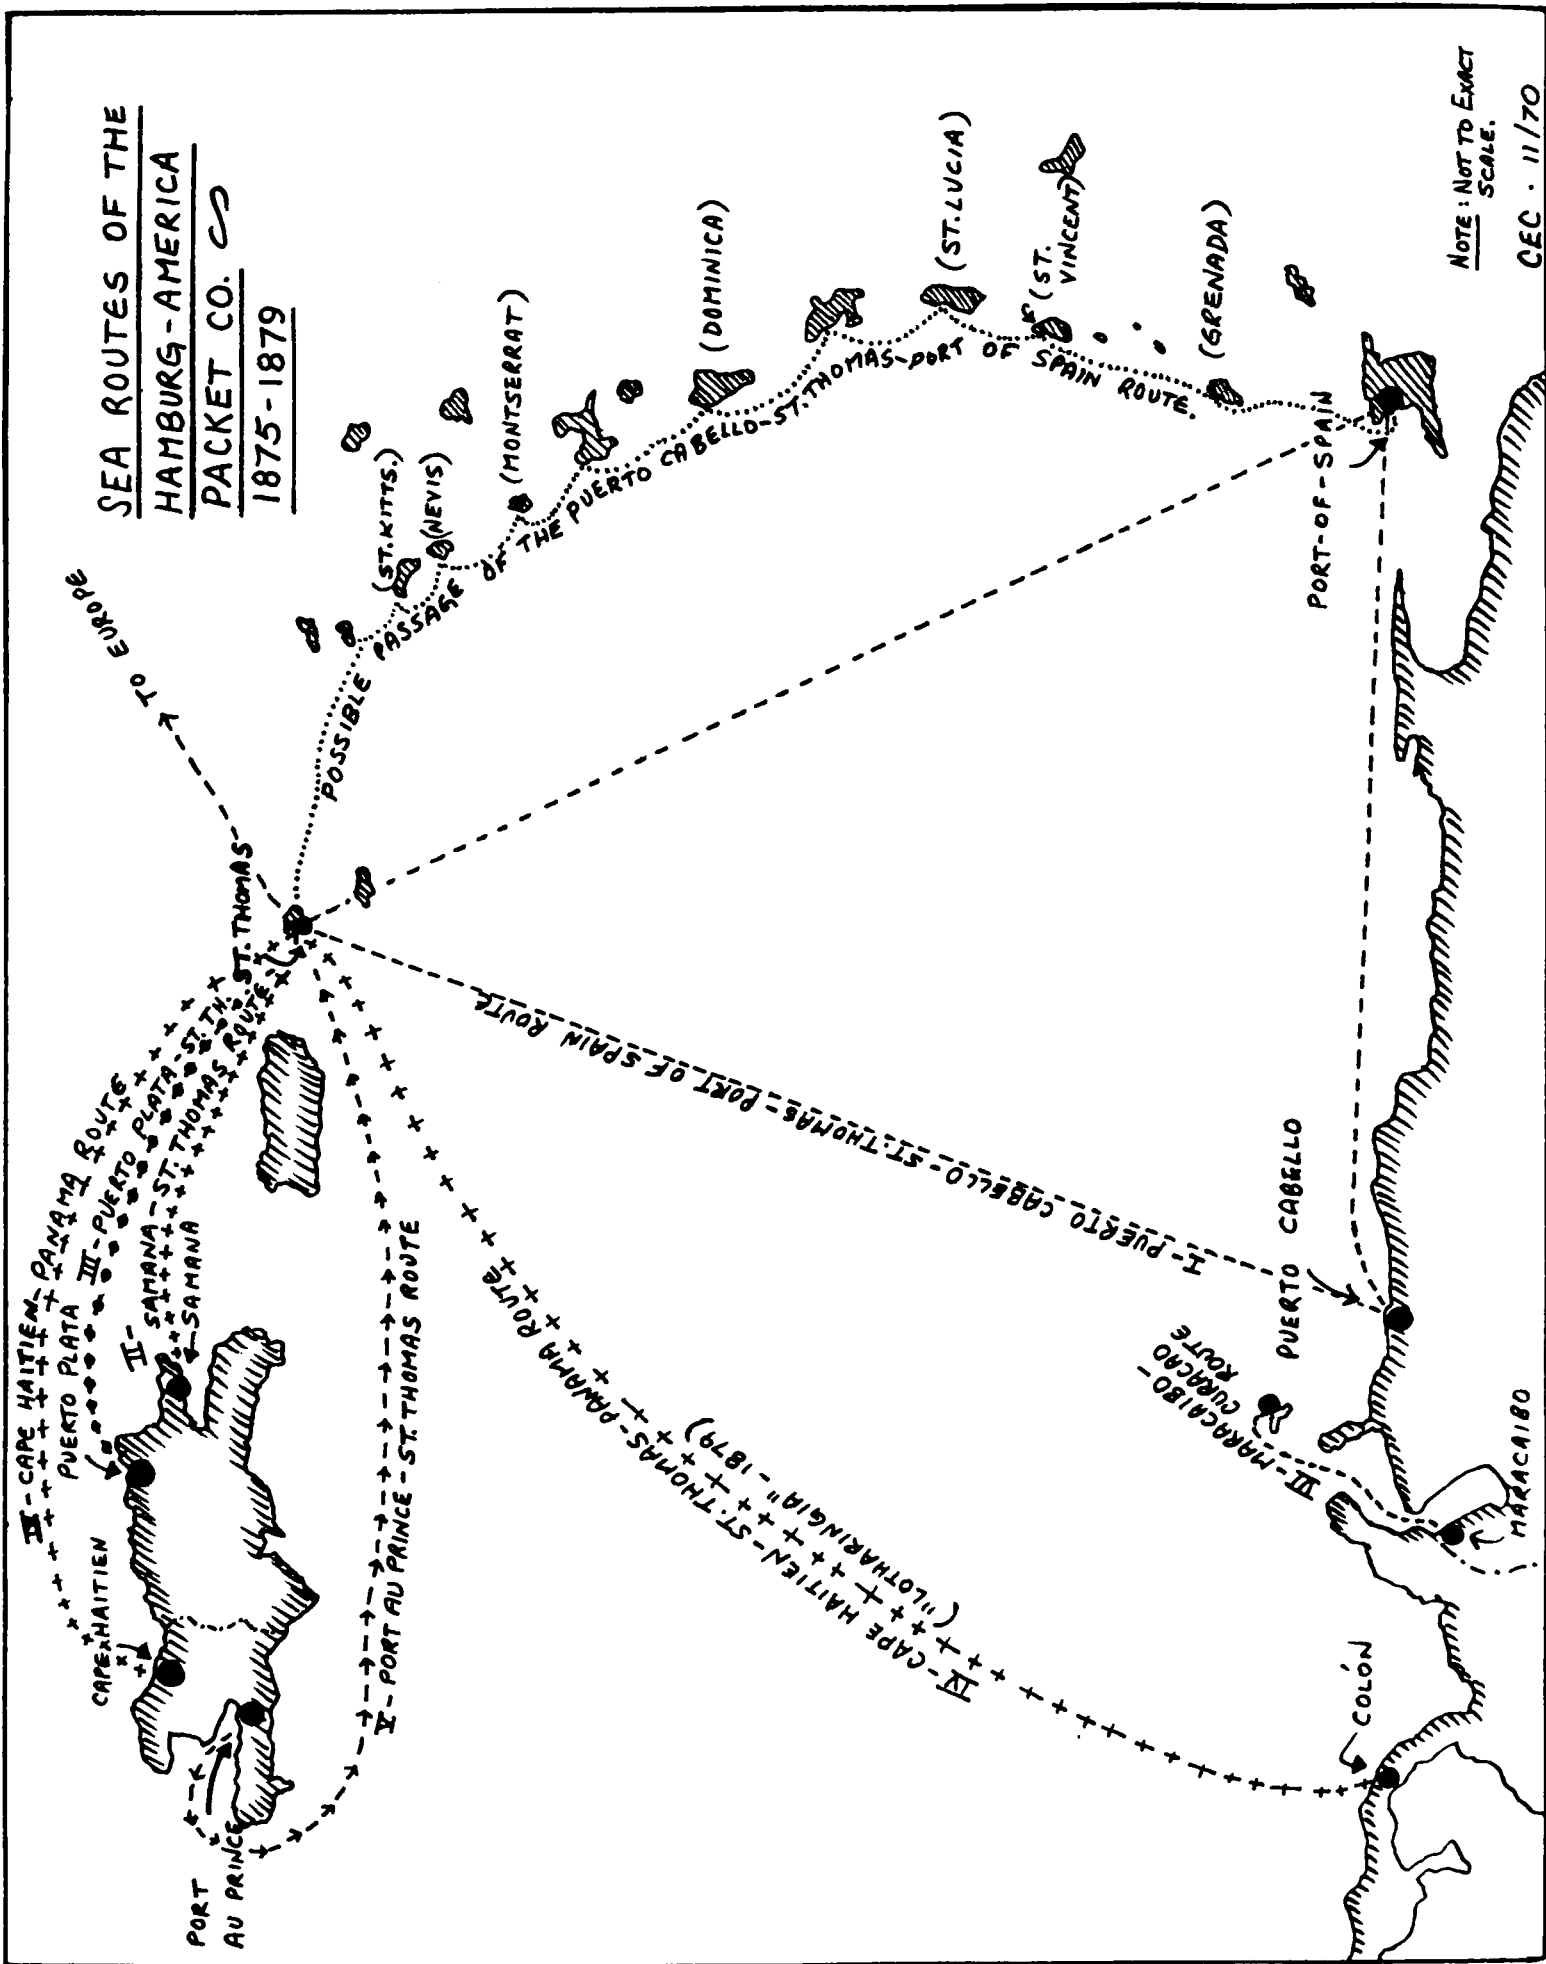 SEA ROUTES OF THE
HAMBURG-AMERICA
PACKET CO.
1875-1879
TO EUROPE
ST. THOMAS
IV - CAPE HAITIEN - PANAMA ROUTE
III - PUERTO PLATA - ST. TH.
PUERTO PLATA
II -
SAMANA - ST. THOMAS ROUTE
SAMANA
CAPE HAITIEN
PORT
AU PRINCE
V - PORT AU PRINCE - ST. THOMAS ROUTE
IV - CAPE HAITIEN - ST. THOMAS - PANAMA ROUTE
("LOTHARINGIA" - 1879)
I - PUERTO CABELLO - ST. THOMAS - PORT OF SPAIN ROUTE
POSSIBLE PASSAGE OF THE PUERTO CABELLO-ST. THOMAS-PORT OF SPAIN ROUTE.
(ST. KITTS.)
(NEVIS)
(MONTSERRAT)
(DOMINICA)
(ST. LUCIA)
(ST.
VINCENT)
(GRENADA)
PORT-OF-SPAIN
PUERTO CABELLO
VI - MARACAIBO -
CURACAO
ROUTE
MARACAIBO
COLÓN
NOTE: NOT TO EXACT
SCALE.
CEC. 11/70